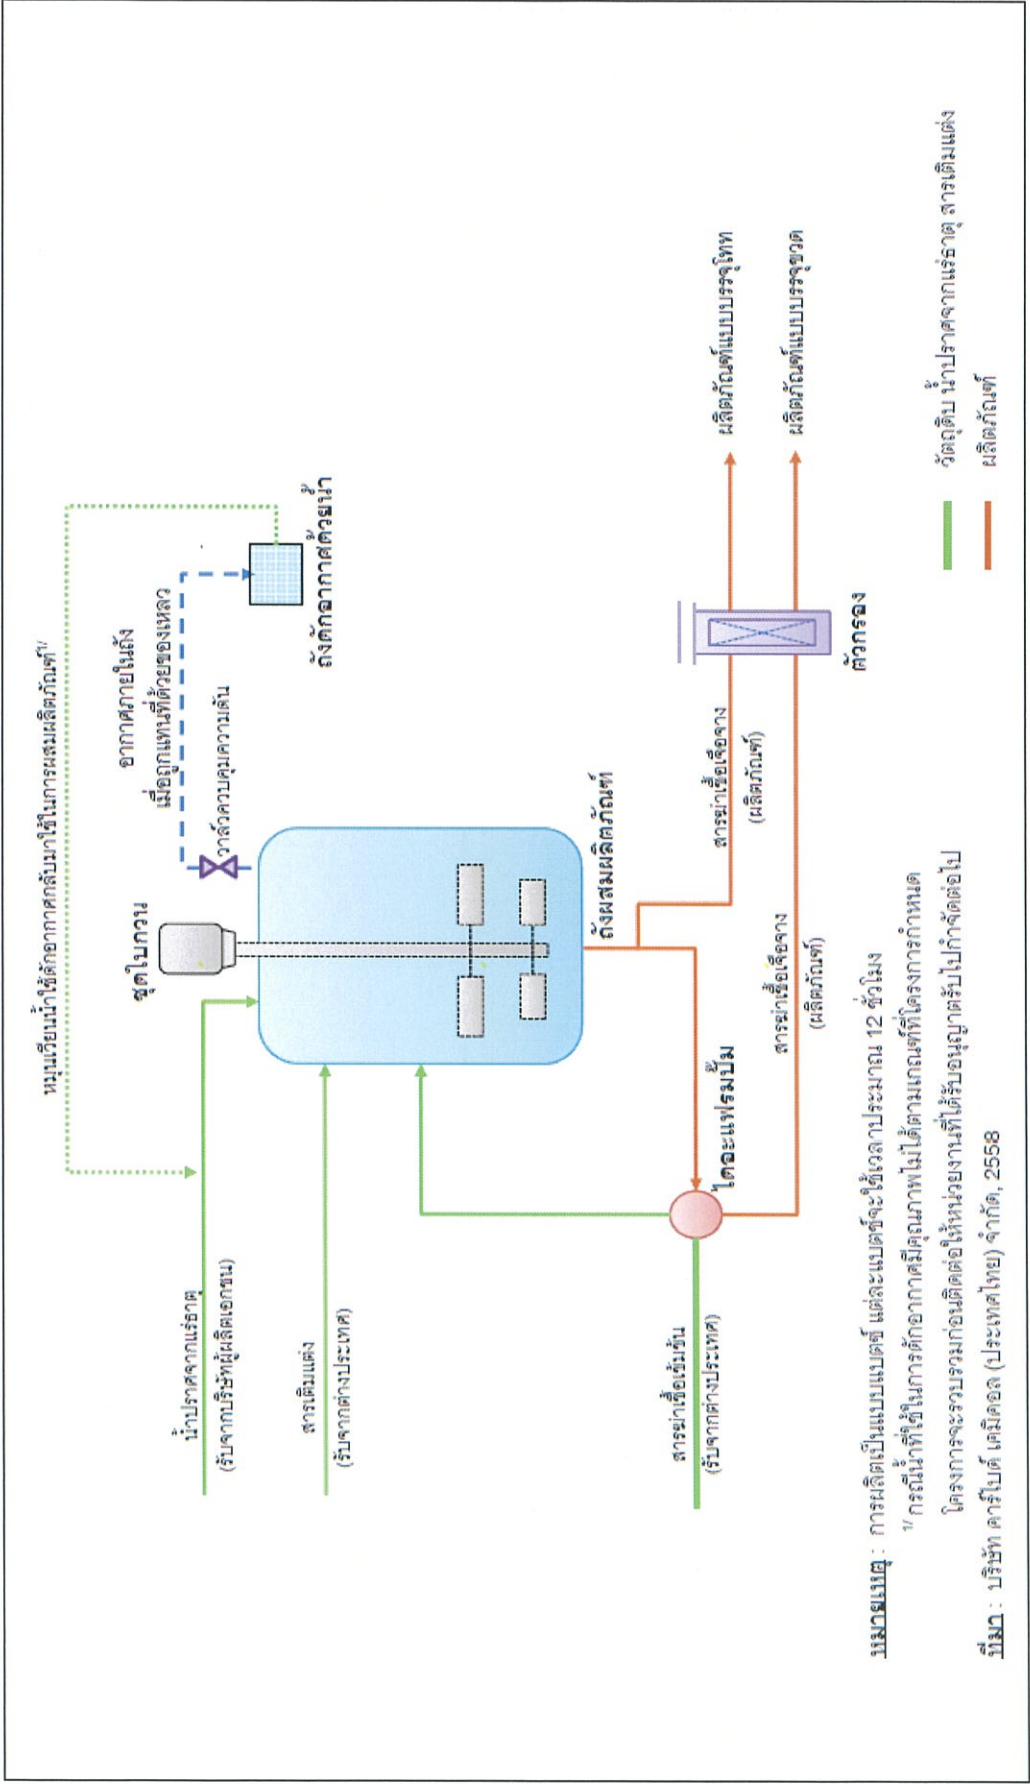 หมุนเวียนน้ำใช้ดักอากาศกลับมาใช้ในการผสมผลิตภัณฑ์1/
อากาศภายในถัง
เมื่อถูกแทนที่ด้วยของเหลว
วาล์วควบคุมความดัน
ถังดักอากาศด้วยน้ำ
ชุดใบกวน
น้ำปราศจากแร่ธาตุ
(รับจากบริษัทผู้ผลิตเอกชน)
สารเติมแต่ง
(รับจากต่างประเทศ)
ถังผสมผลิตภัณฑ์
สารฆ่าเชื้อเข้มข้น
(รับจากต่างประเทศ)
ไดอะแฟรมปั๊ม
สารฆ่าเชื้อเจือจาง
(ผลิตภัณฑ์)
สารฆ่าเชื้อเจือจาง
(ผลิตภัณฑ์)
ตัวกรอง
ผลิตภัณฑ์แบบบรรจุโทท
ผลิตภัณฑ์แบบบรรจุขวด
วัตถุดิบ น้ำปราศจากแร่ธาตุ สารเติมแต่ง
ผลิตภัณฑ์
หมายเหตุ : การผลิตเป็นแบบแบตช์ แต่ละแบตช์จะใช้เวลาประมาณ 12 ชั่วโมง
1/ กรณีน้ำที่ใช้ในการดักอากาศมีคุณภาพไม่ได้ตามเกณฑ์ที่โครงการกำหนด
โครงการจะรวบรวมก่อนติดต่อให้หน่วยงานที่ได้รับอนุญาตรับไปกำจัดต่อไป
ที่มา : บริษัท คาร์ไบด์ เคมิคอล (ประเทศไทย) จำกัด, 2558